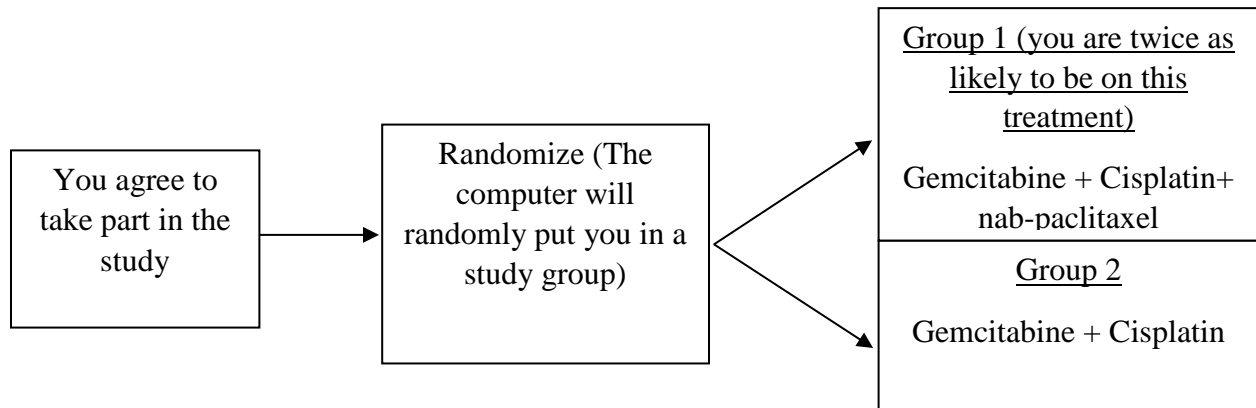 You agree to
take part in the
study
Randomize (The
computer will
randomly put you in a
study group)
Group 1 (you are twice as
likely to be on this
treatment)
Gemcitabine + Cisplatin+
nab-paclitaxel
Group 2
Gemcitabine + Cisplatin